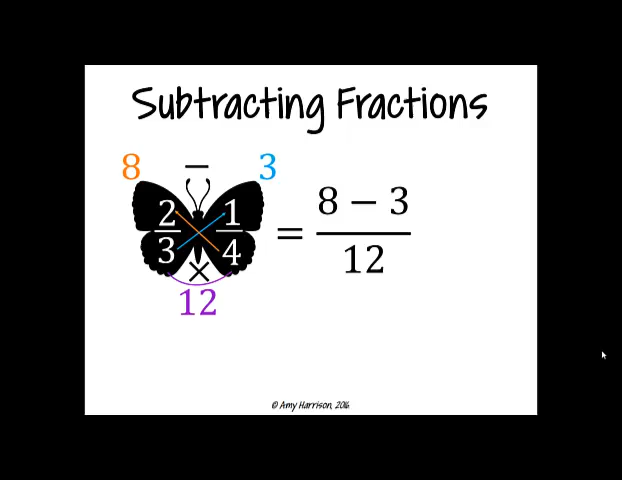 Subtracting Fractions
8 − 3
2/3 1/4 = (8 − 3)/12
×
12
© Amy Harrison, 2016